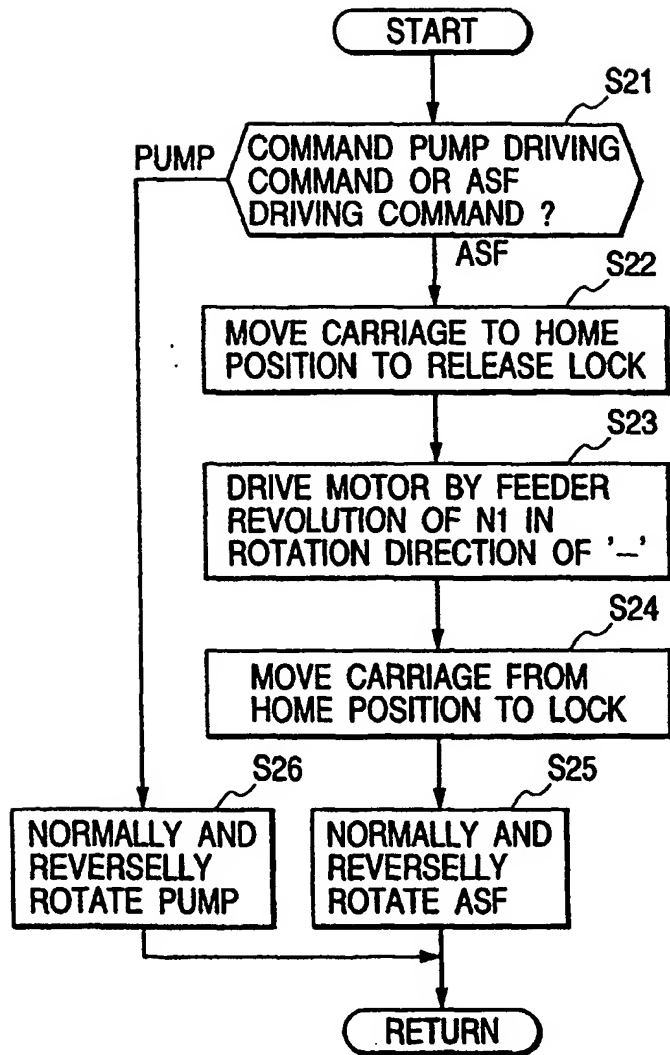 START
S21
PUMP
COMMAND PUMP DRIVING
COMMAND OR ASF
DRIVING COMMAND ?
ASF
S22
MOVE CARRIAGE TO HOME
POSITION TO RELEASE LOCK
S23
DRIVE MOTOR BY FEEDER
REVOLUTION OF N1 IN
ROTATION DIRECTION OF '–'
S24
MOVE CARRIAGE FROM
HOME POSITION TO LOCK
S26
NORMALLY AND
REVERSELLY
ROTATE PUMP
S25
NORMALLY AND
REVERSELLY
ROTATE ASF
RETURN